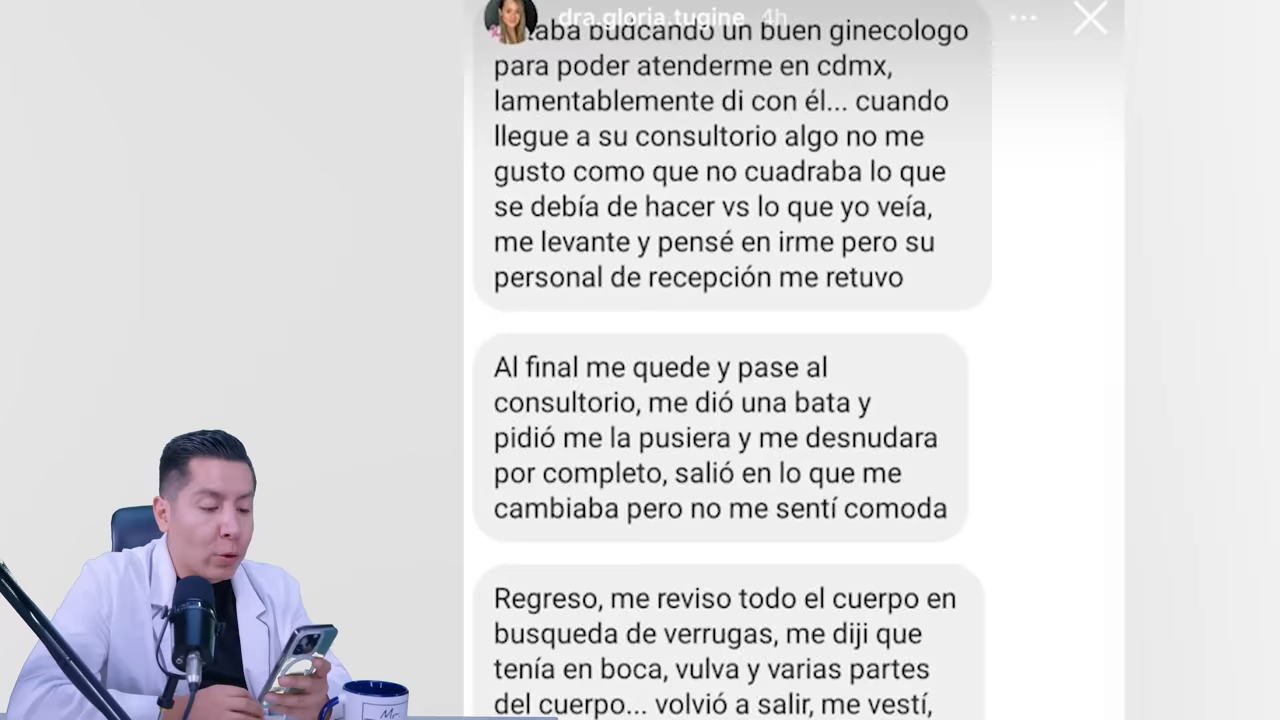 dra.gloria.tugine 4h
taba budcando un buen ginecologo
para poder atenderme en cdmx,
lamentablemente di con él... cuando
llegue a su consultorio algo no me
gusto como que no cuadraba lo que
se debía de hacer vs lo que yo veía,
me levante y pensé en irme pero su
personal de recepción me retuvo
Al final me quede y pase al
consultorio, me dió una bata y
pidió me la pusiera y me desnudara
por completo, salió en lo que me
cambiaba pero no me sentí comoda
Regreso, me reviso todo el cuerpo en
busqueda de verrugas, me diji que
tenía en boca, vulva y varias partes
del cuerpo... volvió a salir, me vestí,